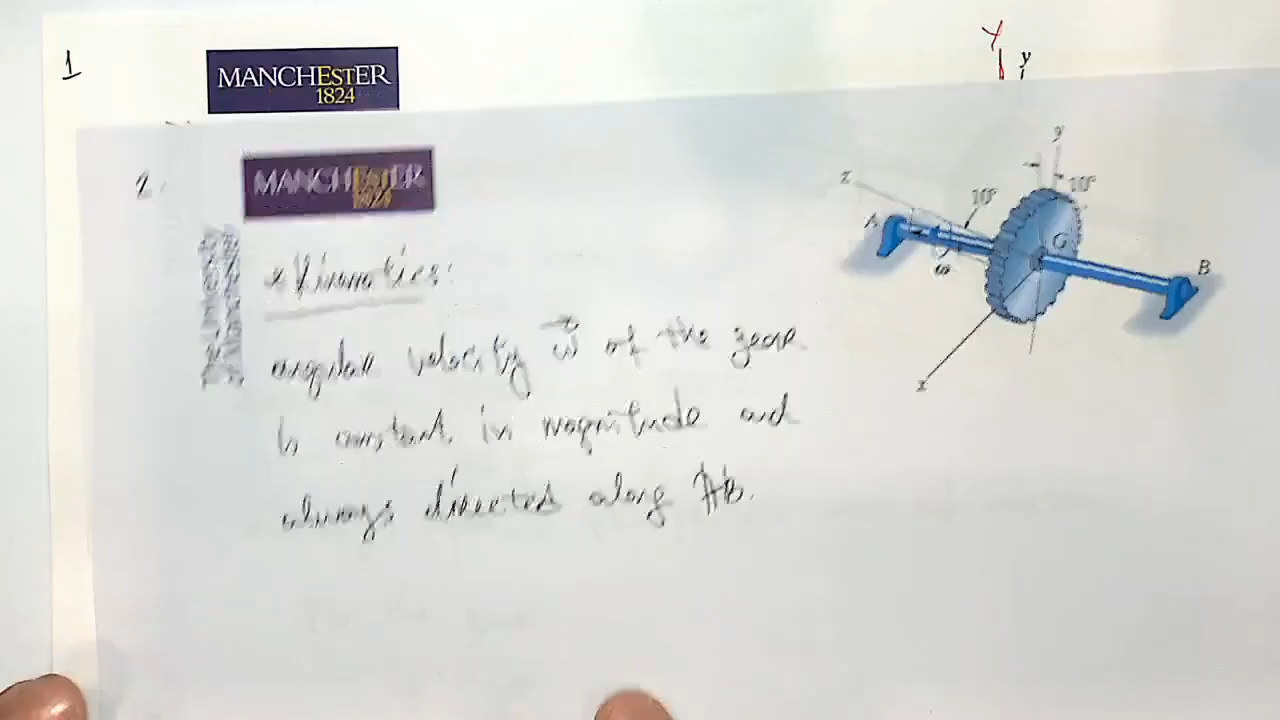 1
MANCHEstER
1824
Y
y
2.
MANCHEstER
1824
* Kinematics:
angular velocity ω⃗ of the gear
is constant in magnitude and
always directed along AB.
z
10°
y
10°
A
ω
G
B
x